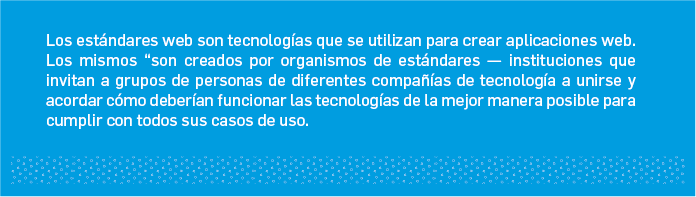 Los estándares web son tecnologías que se utilizan para crear aplicaciones web.
Los mismos “son creados por organismos de estándares — instituciones que
invitan a grupos de personas de diferentes compañías de tecnología a unirse y
acordar cómo deberían funcionar las tecnologías de la mejor manera posible para
cumplir con todos sus casos de uso.